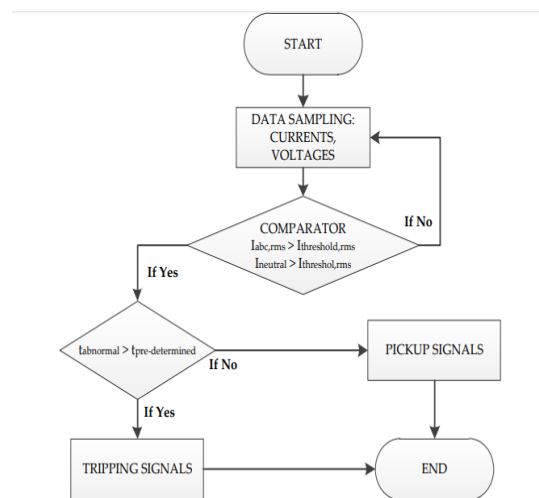 START
DATA SAMPLING:
CURRENTS,
VOLTAGES
If No
COMPARATOR
Iabc,rms > Ithreshold,rms
Ineutral > Ithreshol,rms
If Yes
tabnormal > tpre-determined
If No
PICKUP SIGNALS
If Yes
TRIPPING SIGNALS
END